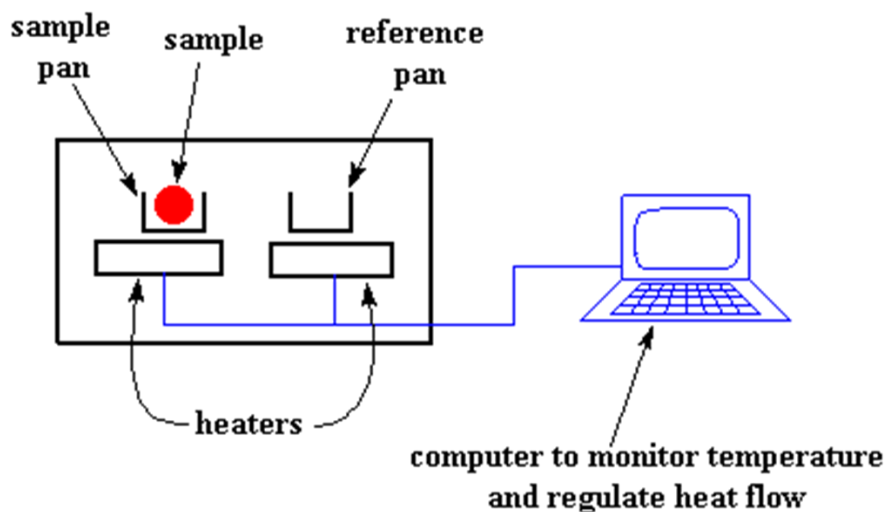 sample
pan
sample
reference
pan
heaters
computer to monitor temperature
and regulate heat flow